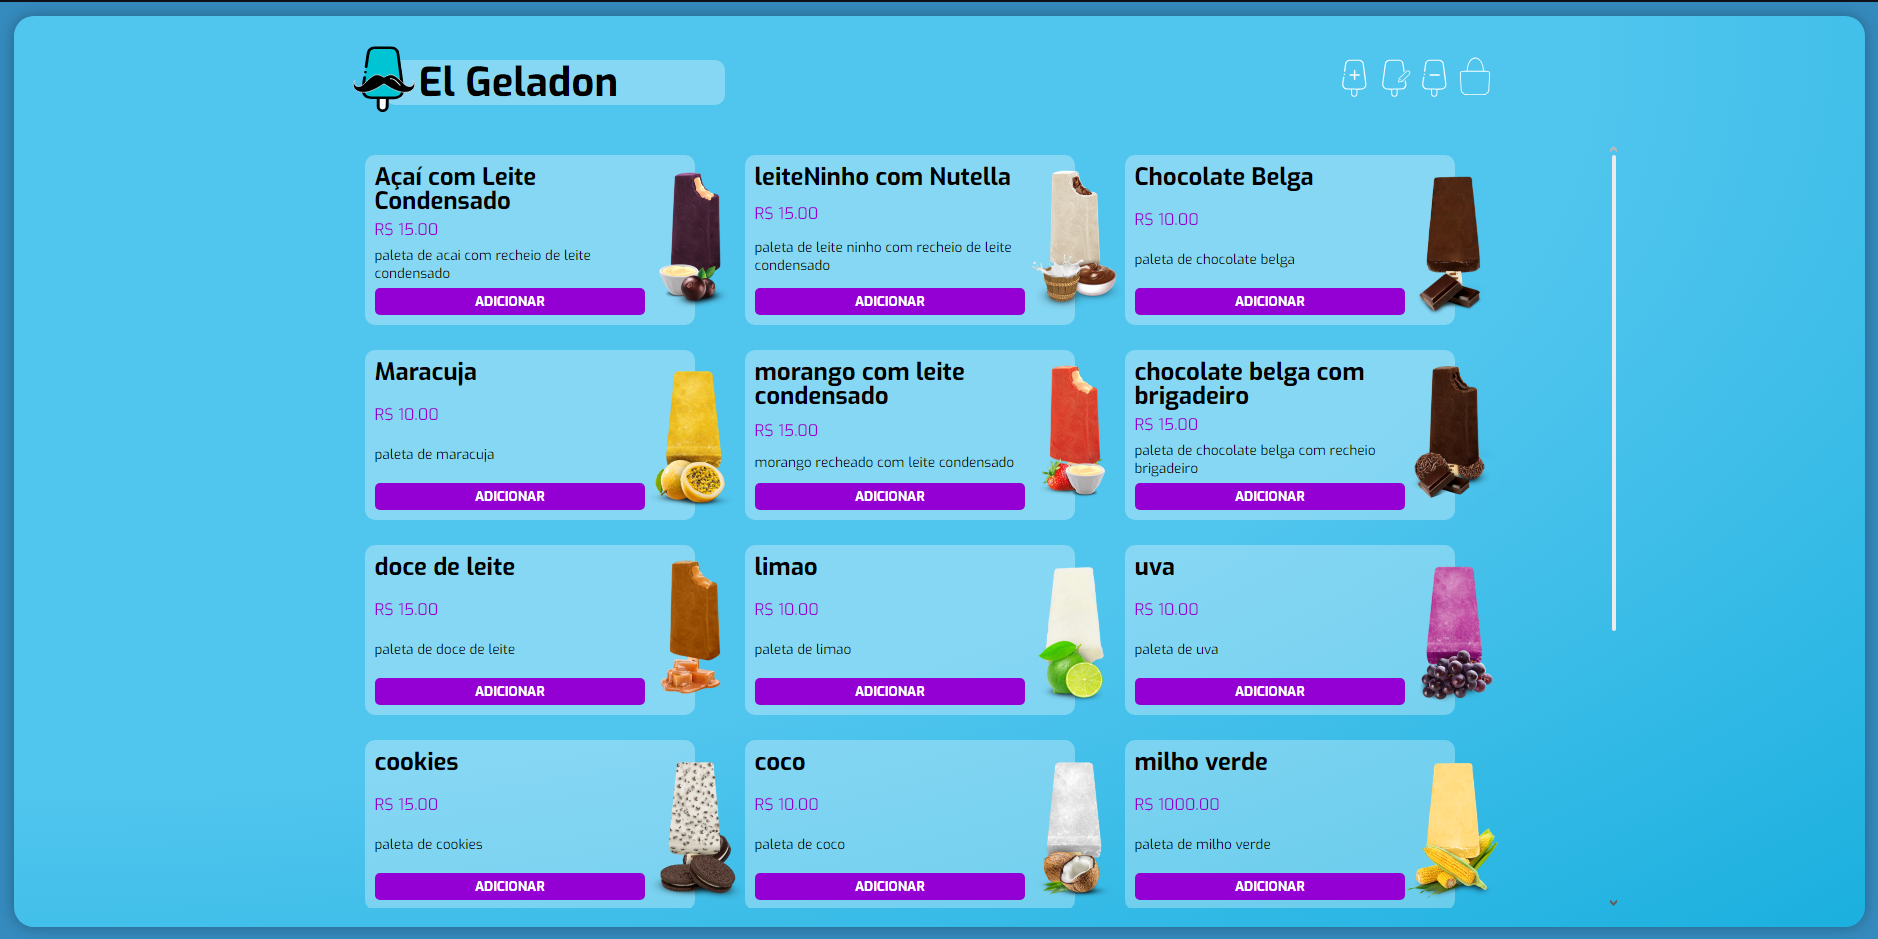 El Geladon
Açaí com Leite
Condensado
R$ 15.00
paleta de acai com recheio de leite
condensado
ADICIONAR
leiteNinho com Nutella
R$ 15.00
paleta de leite ninho com recheio de leite
condensado
ADICIONAR
Chocolate Belga
R$ 10.00
paleta de chocolate belga
ADICIONAR
Maracuja
R$ 10.00
paleta de maracuja
ADICIONAR
morango com leite
condensado
R$ 15.00
morango recheado com leite condensado
ADICIONAR
chocolate belga com
brigadeiro
R$ 15.00
paleta de chocolate belga com recheio
brigadeiro
ADICIONAR
doce de leite
R$ 15.00
paleta de doce de leite
ADICIONAR
limao
R$ 10.00
paleta de limao
ADICIONAR
uva
R$ 10.00
paleta de uva
ADICIONAR
cookies
R$ 15.00
paleta de cookies
ADICIONAR
coco
R$ 10.00
paleta de coco
ADICIONAR
milho verde
R$ 1000.00
paleta de milho verde
ADICIONAR